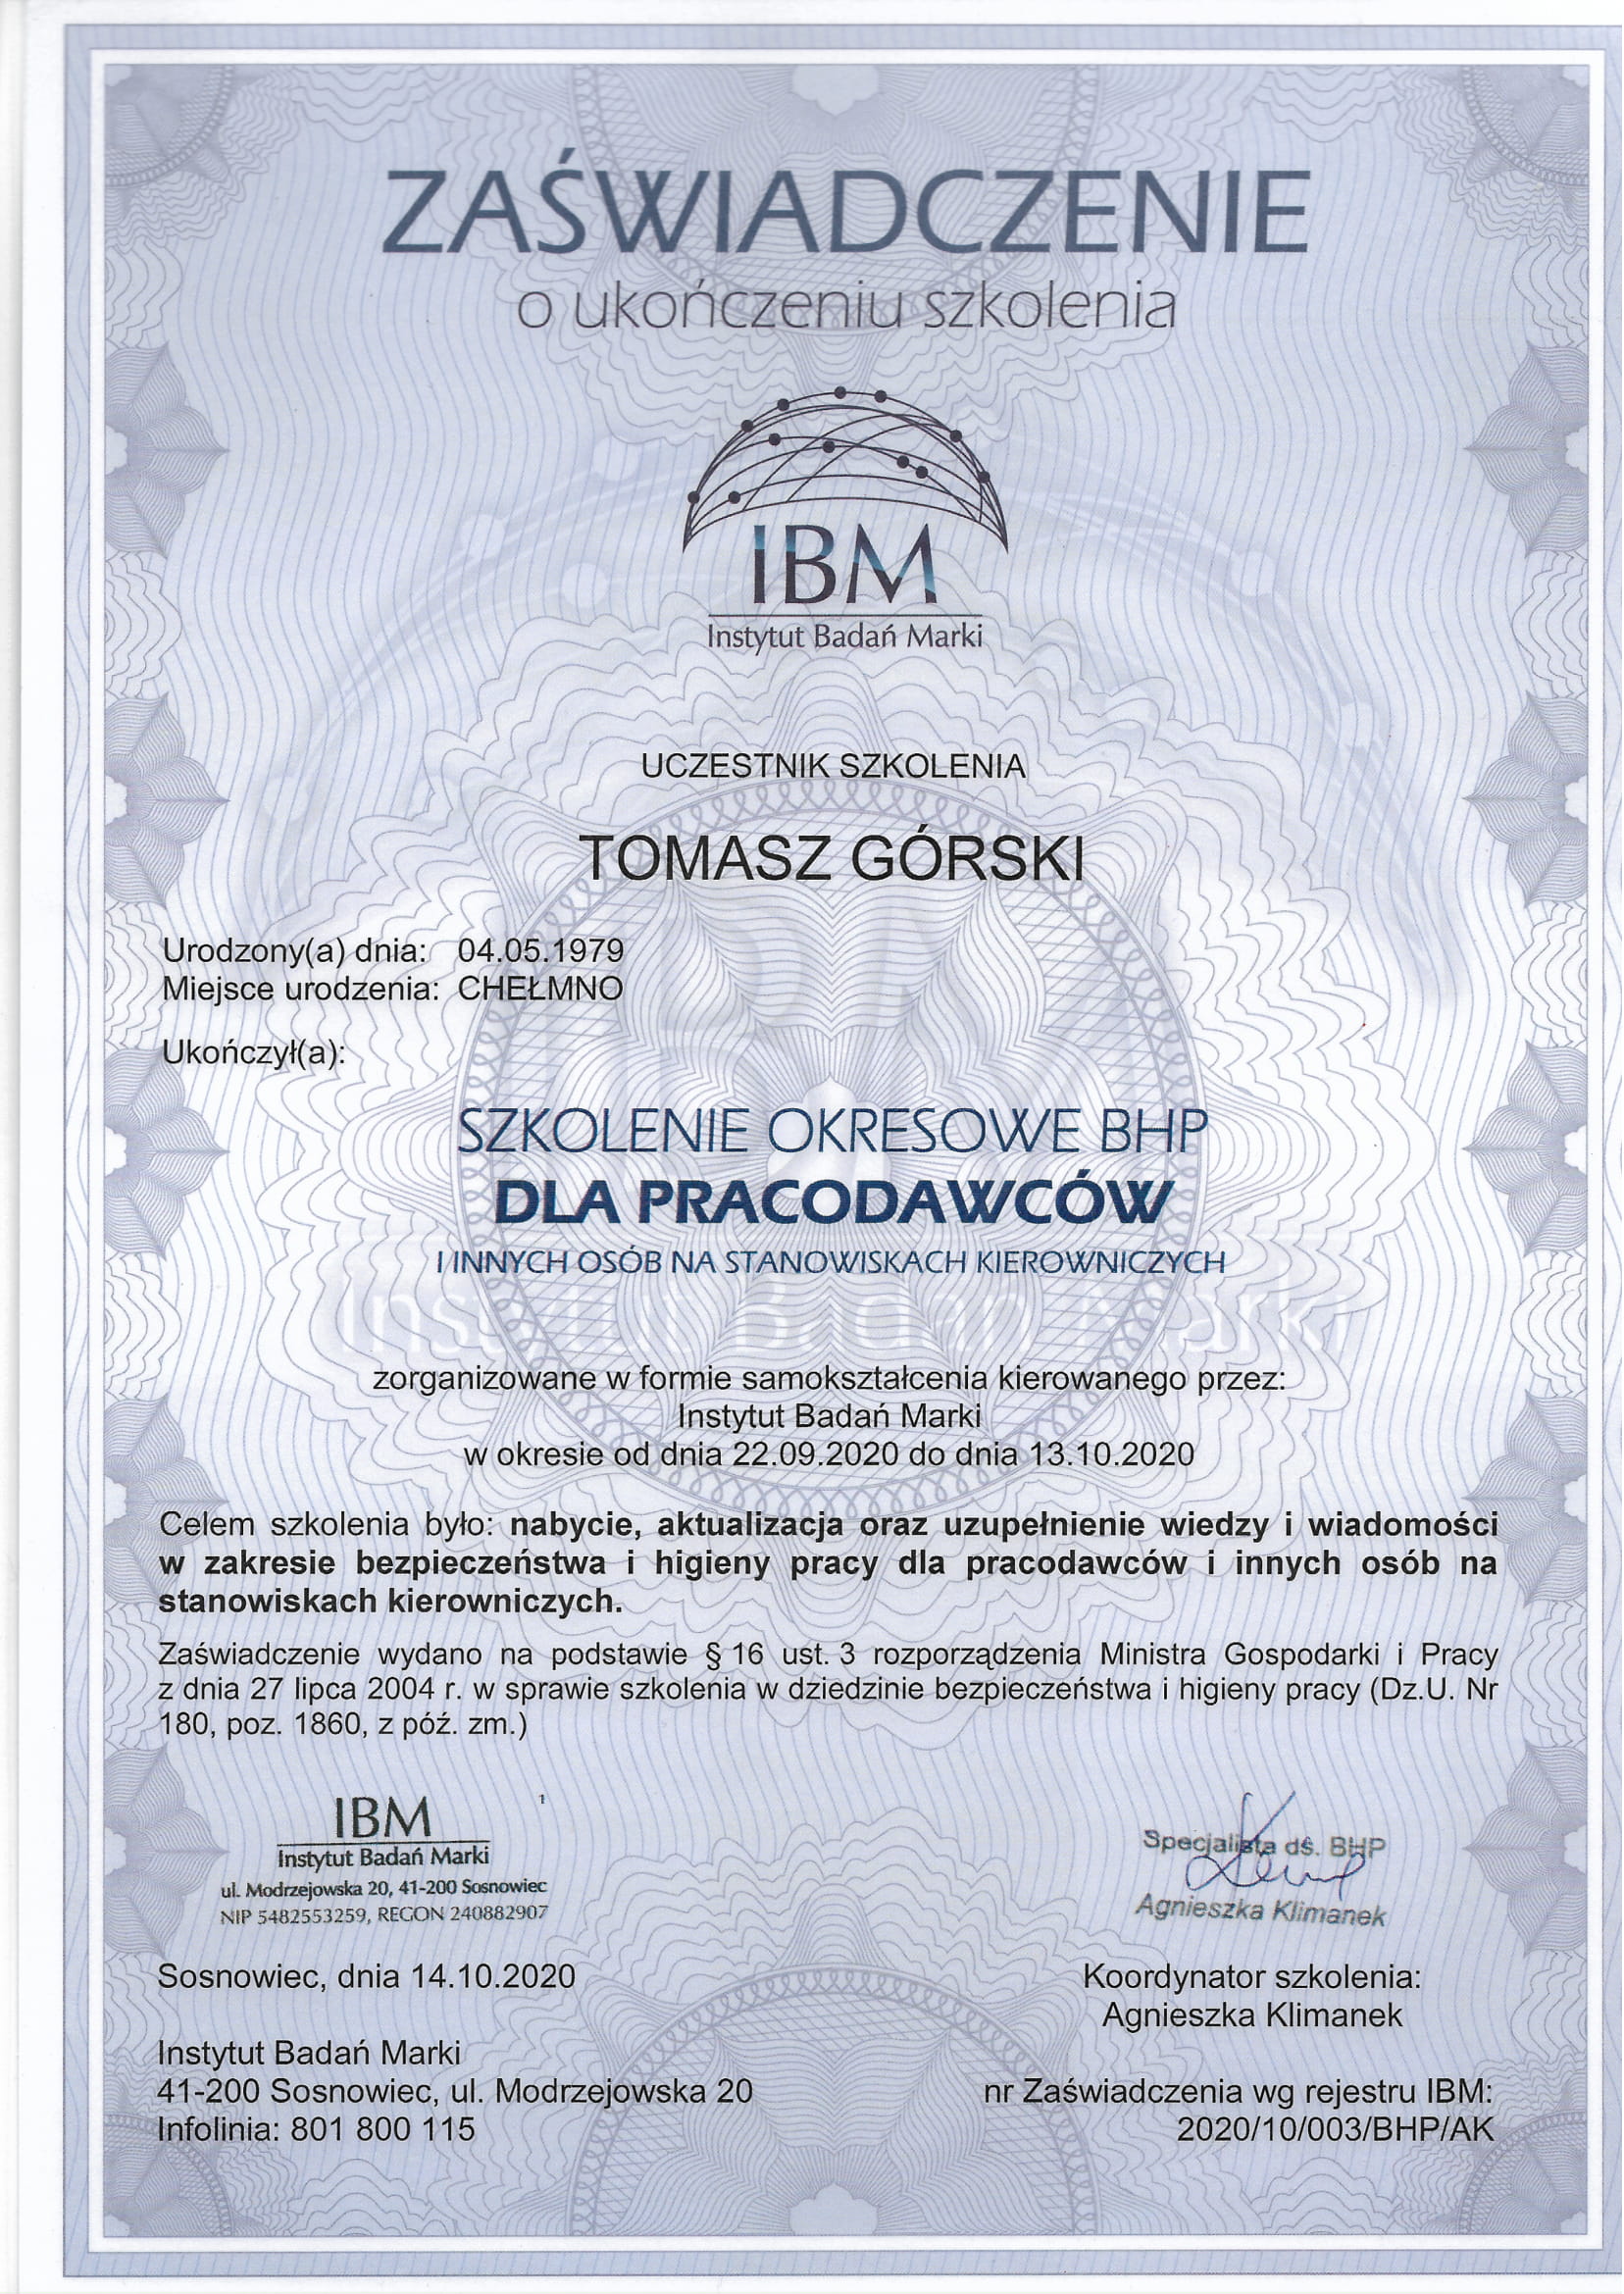 ZAŚWIADCZENIE
o ukończeniu szkolenia
IBM
Instytut Badań Marki
UCZESTNIK SZKOLENIA
TOMASZ GÓRSKI
Urodzony(a) dnia: 04.05.1979
Miejsce urodzenia: CHEŁMNO
Ukończył(a):
SZKOLENIE OKRESOWE BHP
DLA PRACODAWCÓW
I INNYCH OSÓB NA STANOWISKACH KIEROWNICZYCH
Instytut Badań Marki
zorganizowane w formie samokształcenia kierowanego przez:
Instytut Badań Marki
w okresie od dnia 22.09.2020 do dnia 13.10.2020
Celem szkolenia było: nabycie, aktualizacja oraz uzupełnienie wiedzy i wiadomości
w zakresie bezpieczeństwa i higieny pracy dla pracodawców i innych osób na
stanowiskach kierowniczych.
Zaświadczenie wydano na podstawie § 16 ust. 3 rozporządzenia Ministra Gospodarki i Pracy
z dnia 27 lipca 2004 r. w sprawie szkolenia w dziedzinie bezpieczeństwa i higieny pracy (Dz.U. Nr
180, poz. 1860, z póź. zm.)
IBM 1
Instytut Badań Marki
ul. Modrzejowska 20, 41-200 Sosnowiec
NIP 5482553259, REGON 240882907
Specjalista ds. BHP
Agnieszka Klimanek
Sosnowiec, dnia 14.10.2020
Koordynator szkolenia:
Agnieszka Klimanek
Instytut Badań Marki
41-200 Sosnowiec, ul. Modrzejowska 20
Infolinia: 801 800 115
nr Zaświadczenia wg rejestru IBM:
2020/10/003/BHP/AK